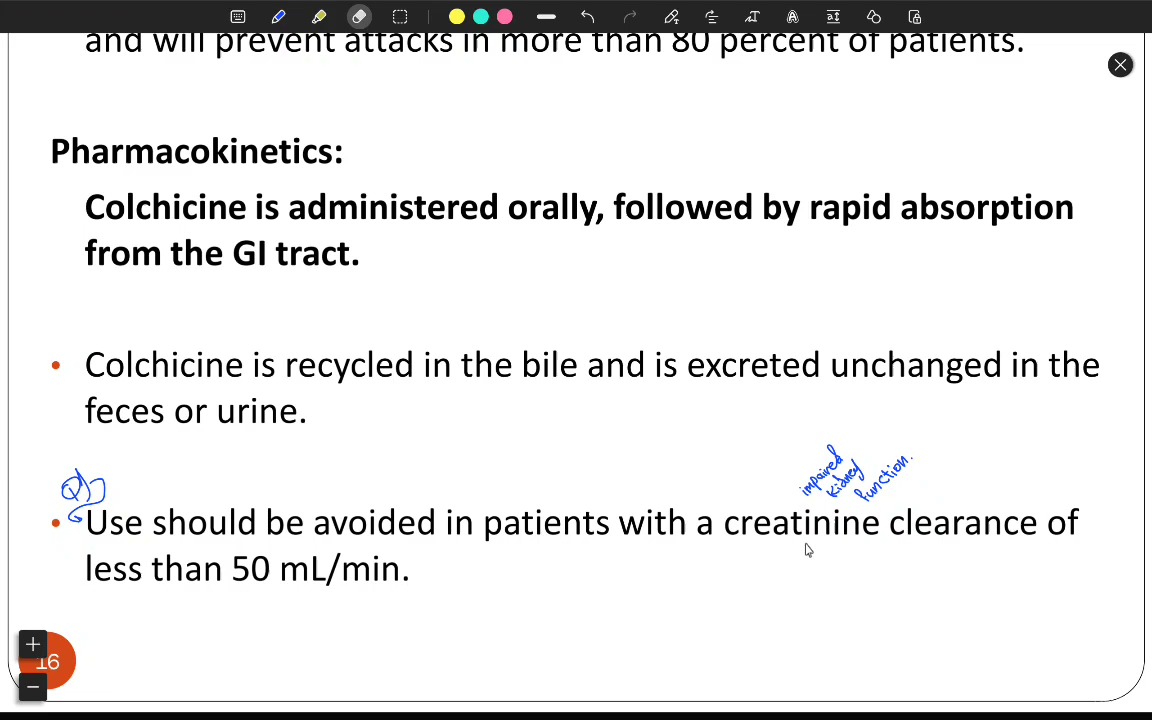 and will prevent attacks in more than 80 percent of patients.
Pharmacokinetics:
Colchicine is administered orally, followed by rapid absorption
from the GI tract.
• Colchicine is recycled in the bile and is excreted unchanged in the
feces or urine.
impaired
kidney
function.
• Use should be avoided in patients with a creatinine clearance of
less than 50 mL/min.
16